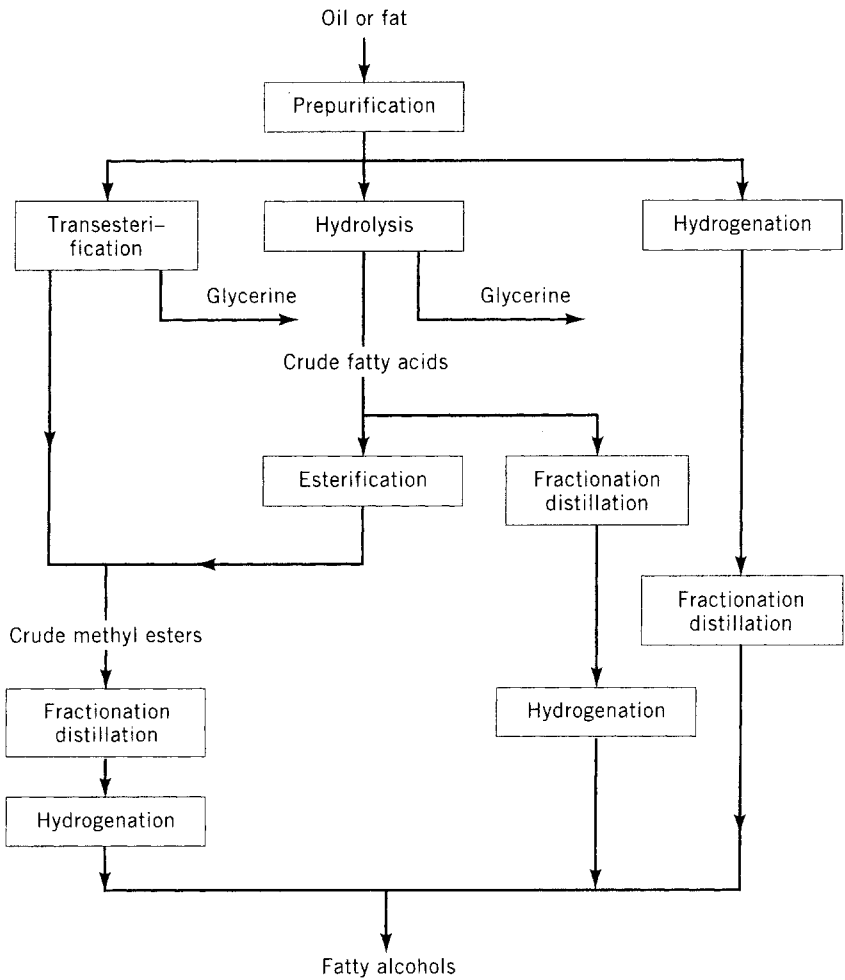 Oil or fat
Prepurification
Transesteri–
fication
Hydrolysis
Hydrogenation
Glycerine
Glycerine
Crude fatty acids
Esterification
Fractionation
distillation
Fractionation
distillation
Crude methyl esters
Fractionation
distillation
Hydrogenation
Hydrogenation
Fatty alcohols